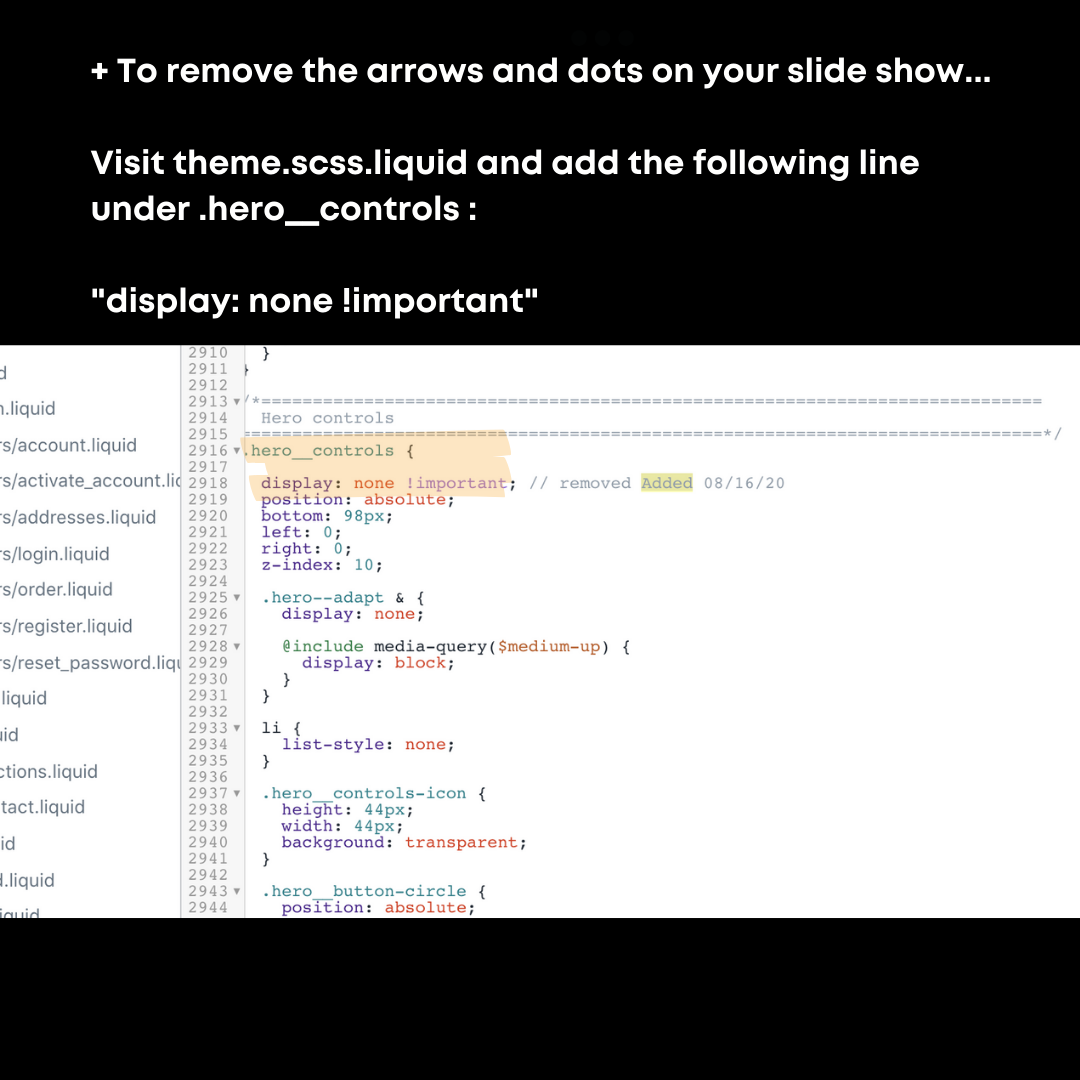 + To remove the arrows and dots on your slide show...
Visit theme.scss.liquid and add the following line
under .hero__controls :
"display: none !important"
d
n.liquid
rs/account.liquid
rs/activate_account.lic
rs/addresses.liquid
rs/login.liquid
rs/order.liquid
rs/register.liquid
rs/reset_password.liqu
liquid
uid
ctions.liquid
tact.liquid
id
d.liquid
iquid
2910 }
2911 }
2912
2913 /*============================================================================
2914 Hero controls
2915 ==============================================================================*/
2916 .hero__controls {
2917
2918 display: none !important; // removed Added 08/16/20
2919 position: absolute;
2920 bottom: 98px;
2921 left: 0;
2922 right: 0;
2923 z-index: 10;
2924
2925 .hero--adapt & {
2926 display: none;
2927
2928 @include media-query($medium-up) {
2929 display: block;
2930 }
2931 }
2932
2933 li {
2934 list-style: none;
2935 }
2936
2937 .hero__controls-icon {
2938 height: 44px;
2939 width: 44px;
2940 background: transparent;
2941 }
2942
2943 .hero__button-circle {
2944 position: absolute;